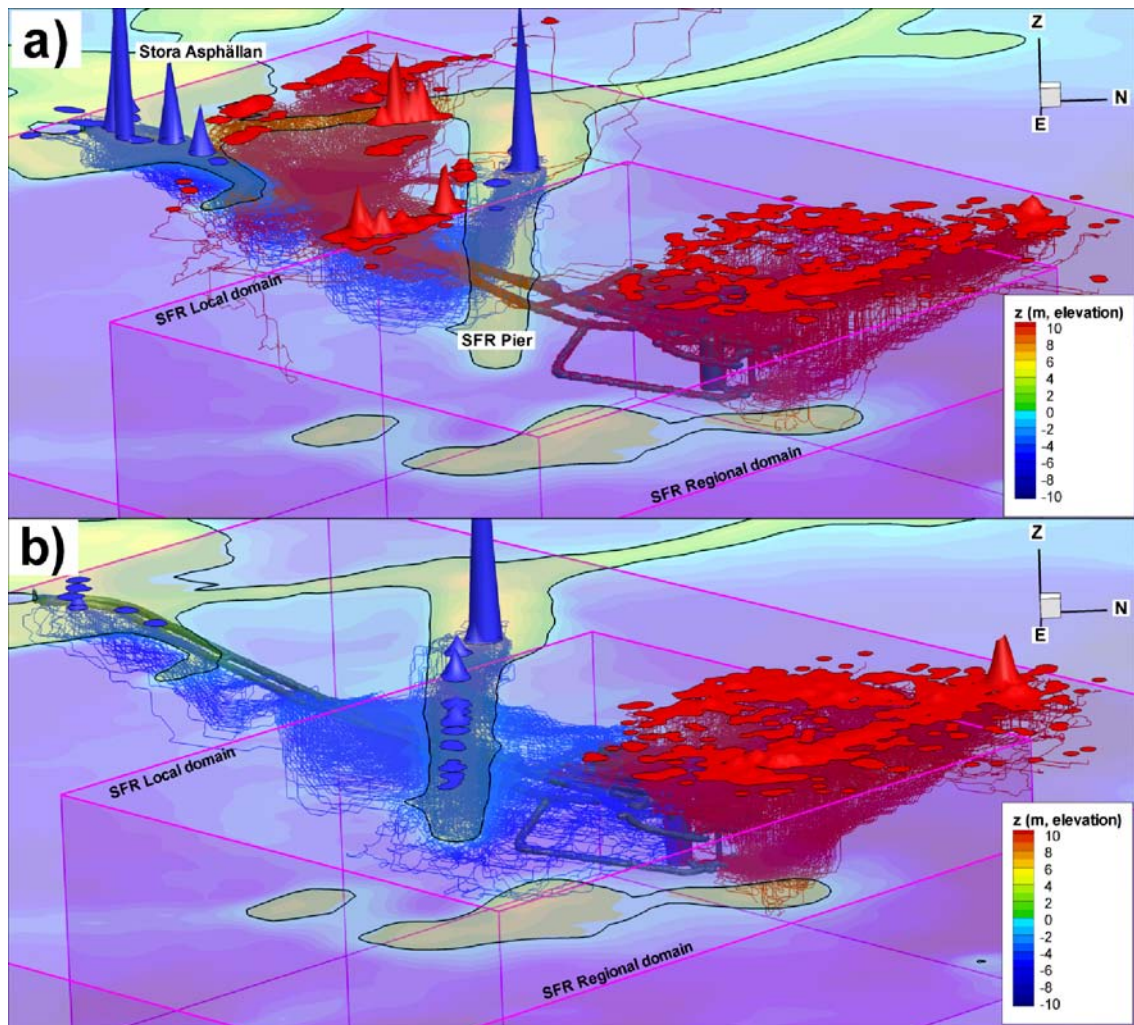 a)
Stora Asphällan
Z
N
E
SFR Local domain
SFR Pier
SFR Regional domain
z (m, elevation)
10
8
6
4
2
0
-2
-4
-6
-8
-10
b)
Z
N
E
SFR Local domain
SFR Regional domain
z (m, elevation)
10
8
6
4
2
0
-2
-4
-6
-8
-10